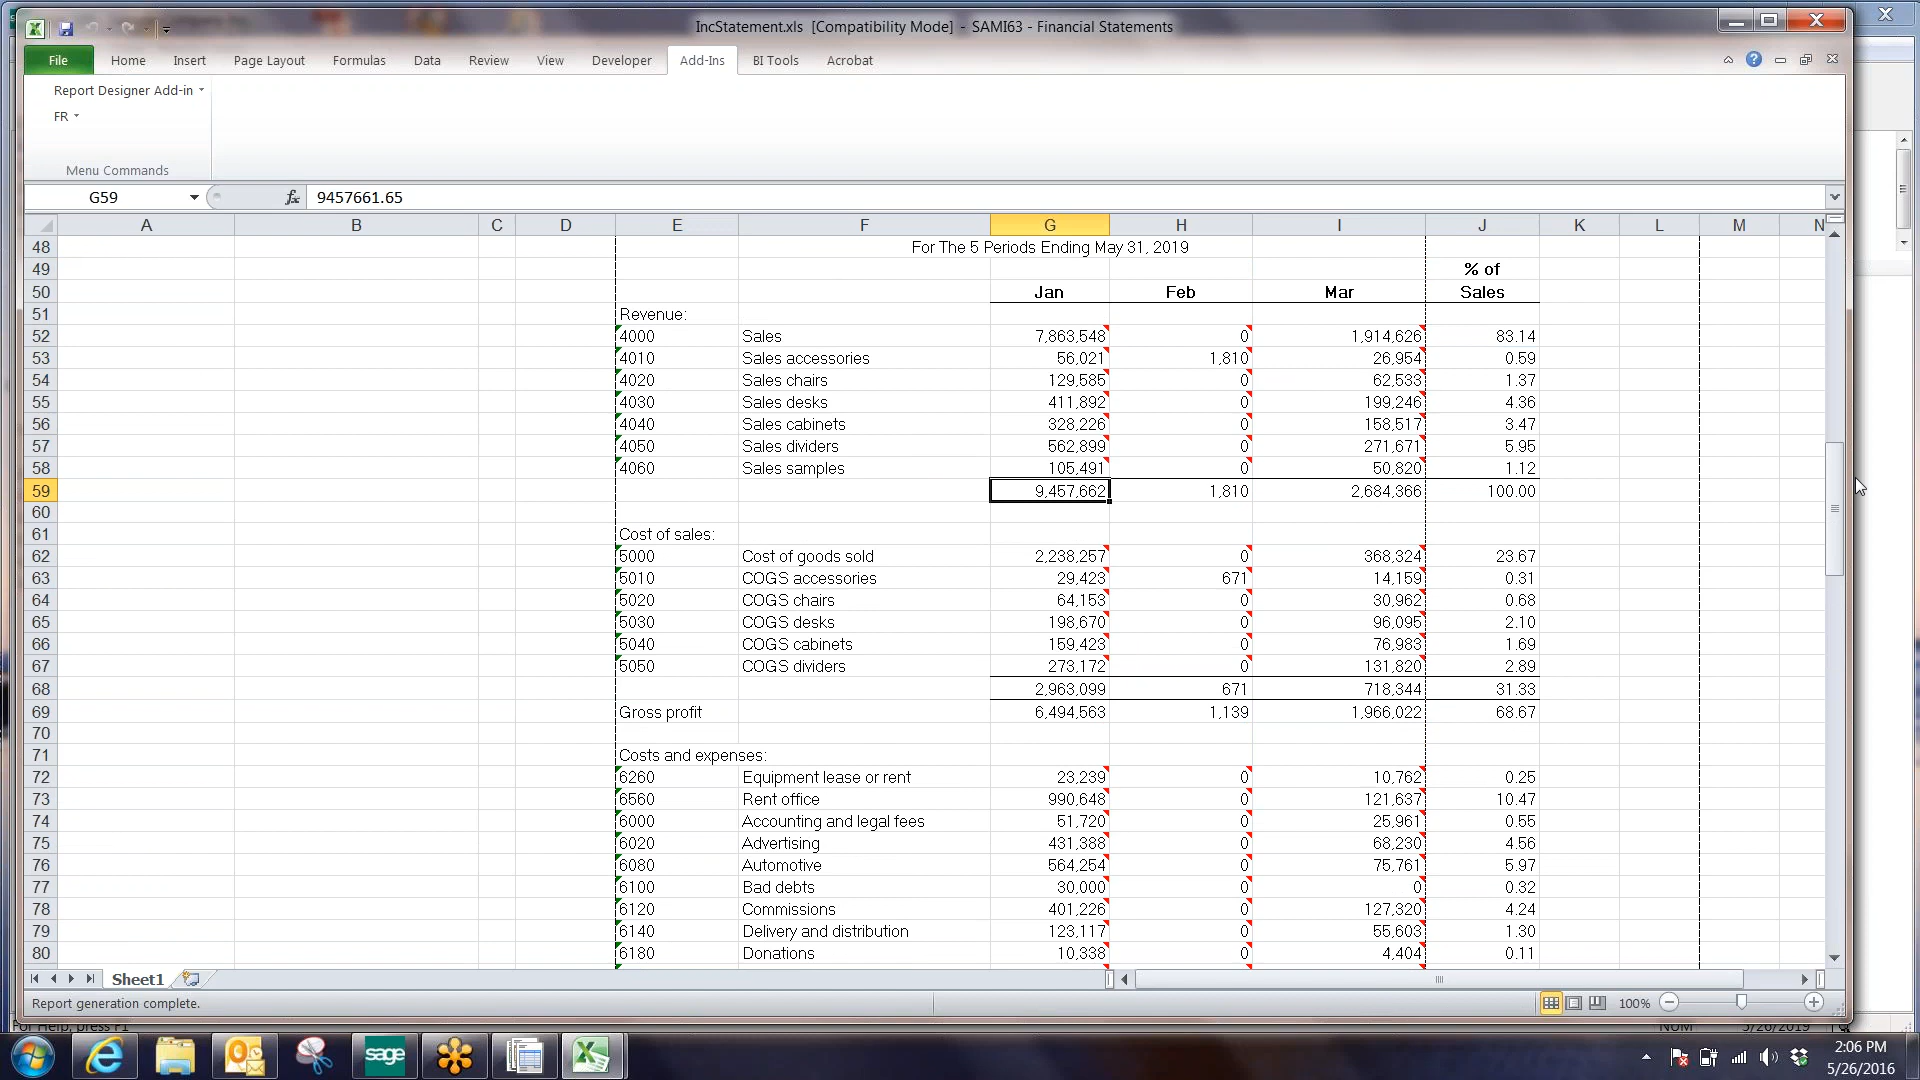 IncStatement.xls [Compatibility Mode] - SAMI63 - Financial Statements
File Home Insert Page Layout Formulas Data Review View Developer Add-Ins BI Tools Acrobat
Report Designer Add-in
FR
Menu Commands
G59 fx 9457661.65
A B C D E F G H I J K L M N
48 For The 5 Periods Ending May 31, 2019
49 % of
50 Jan Feb Mar Sales
51 Revenue:
52 4000 Sales 7,863,548 0 1,914,626 83.14
53 4010 Sales accessories 56,021 1,810 26,954 0.59
54 4020 Sales chairs 129,585 0 62,533 1.37
55 4030 Sales desks 411,892 0 199,246 4.36
56 4040 Sales cabinets 328,226 0 158,517 3.47
57 4050 Sales dividers 562,899 0 271,671 5.95
58 4060 Sales samples 105,491 0 50,820 1.12
59 9,457,662 1,810 2,684,366 100.00
60
61 Cost of sales:
62 5000 Cost of goods sold 2,238,257 0 368,324 23.67
63 5010 COGS accessories 29,423 671 14,159 0.31
64 5020 COGS chairs 64,153 0 30,962 0.68
65 5030 COGS desks 198,670 0 96,095 2.10
66 5040 COGS cabinets 159,423 0 76,983 1.69
67 5050 COGS dividers 273,172 0 131,820 2.89
68 2,963,099 671 718,344 31.33
69 Gross profit 6,494,563 1,139 1,966,022 68.67
70
71 Costs and expenses:
72 6260 Equipment lease or rent 23,239 0 10,762 0.25
73 6560 Rent office 990,648 0 121,637 10.47
74 6000 Accounting and legal fees 51,720 0 25,961 0.55
75 6020 Advertising 431,388 0 68,230 4.56
76 6080 Automotive 564,254 0 75,761 5.97
77 6100 Bad debts 30,000 0 0 0.32
78 6120 Commissions 401,226 0 127,320 4.24
79 6140 Delivery and distribution 123,117 0 55,603 1.30
80 6180 Donations 10,338 0 4,404 0.11
Sheet1
Report generation complete. 100%
For Help, press F1 NUM 5/26/2019
sage
2:06 PM
5/26/2016